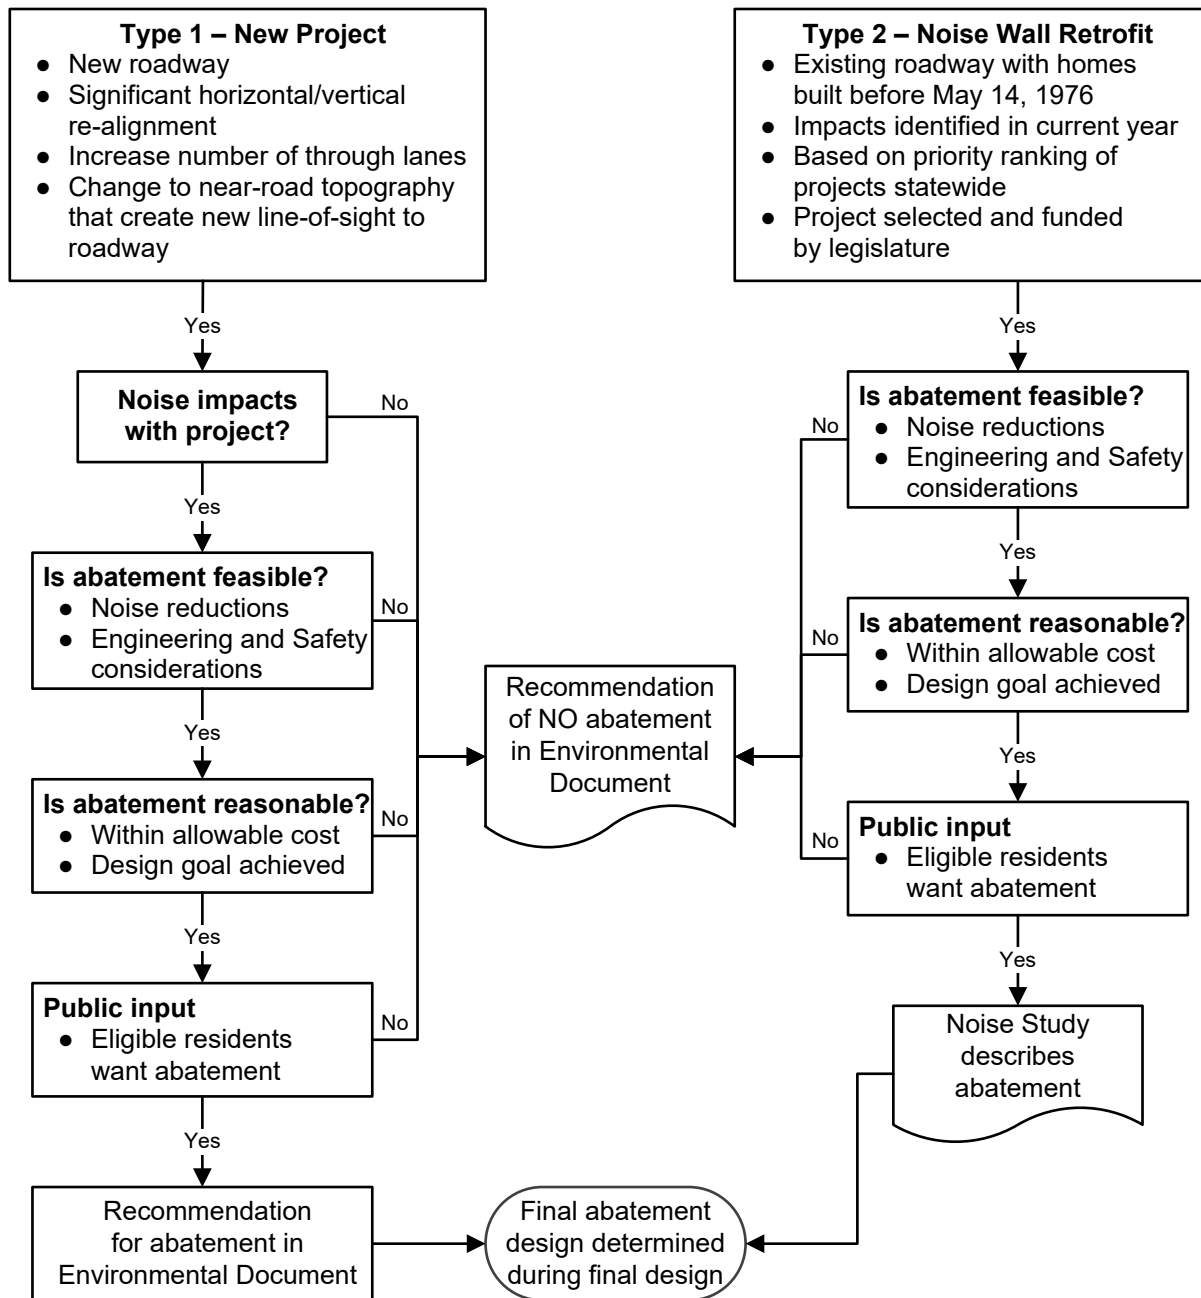 Type 1 – New Project
● New roadway
● Significant horizontal/vertical
re-alignment
● Increase number of through lanes
● Change to near-road topography
that create new line-of-sight to
roadway
Yes
Noise impacts
with project?
No
Yes
Is abatement feasible?
● Noise reductions
● Engineering and Safety
considerations
No
Yes
Is abatement reasonable?
● Within allowable cost
● Design goal achieved
No
Yes
Public input
● Eligible residents
want abatement
No
Yes
Recommendation
for abatement in
Environmental Document
Recommendation
of NO abatement
in Environmental
Document
Final abatement
design determined
during final design
Type 2 – Noise Wall Retrofit
● Existing roadway with homes
built before May 14, 1976
● Impacts identified in current year
● Based on priority ranking of
projects statewide
● Project selected and funded
by legislature
Yes
Is abatement feasible?
● Noise reductions
● Engineering and Safety
considerations
No
Yes
Is abatement reasonable?
● Within allowable cost
● Design goal achieved
No
Yes
Public input
● Eligible residents
want abatement
No
Yes
Noise Study
describes
abatement